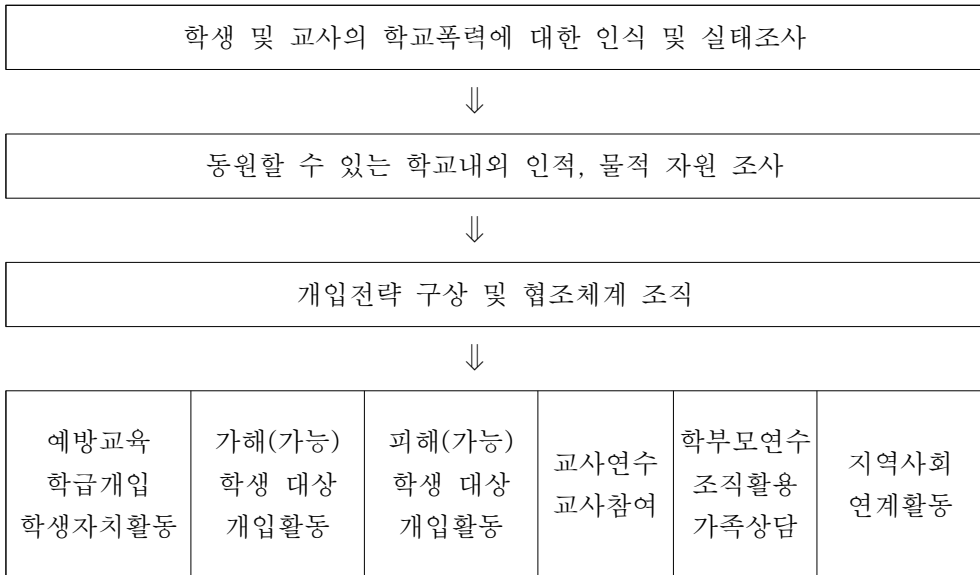 학생 및 교사의 학교폭력에 대한 인식 및 실태조사
⇓
동원할 수 있는 학교내외 인적, 물적 자원 조사
⇓
개입전략 구상 및 협조체계 조직
⇓
예방교육
학급개입
학생자치활동
가해(가능)
학생 대상
개입활동
피해(가능)
학생 대상
개입활동
교사연수
교사참여
학부모연수
조직활용
가족상담
지역사회
연계활동